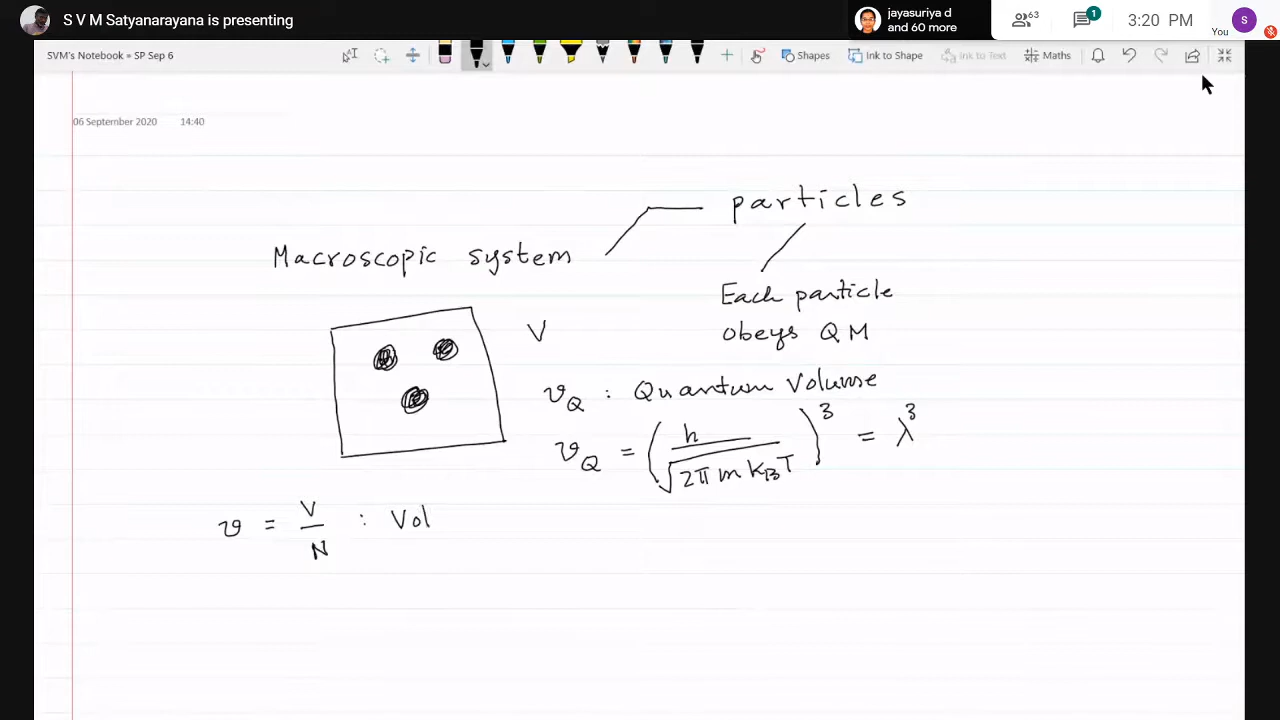 S V M Satyanarayana is presenting
jayasuriya d
and 60 more
63
1
3:20 PM
s
You
SVM's Notebook » SP Sep 6
Shapes
Ink to Shape
Ink to Text
Maths
06 September 2020 14:40
particles
Macroscopic system
Each particle
obeys QM
V
v_Q : Quantum Volume
v_Q = (h / √(2π m k_B T))³ = λ³
v = V / N : Vol